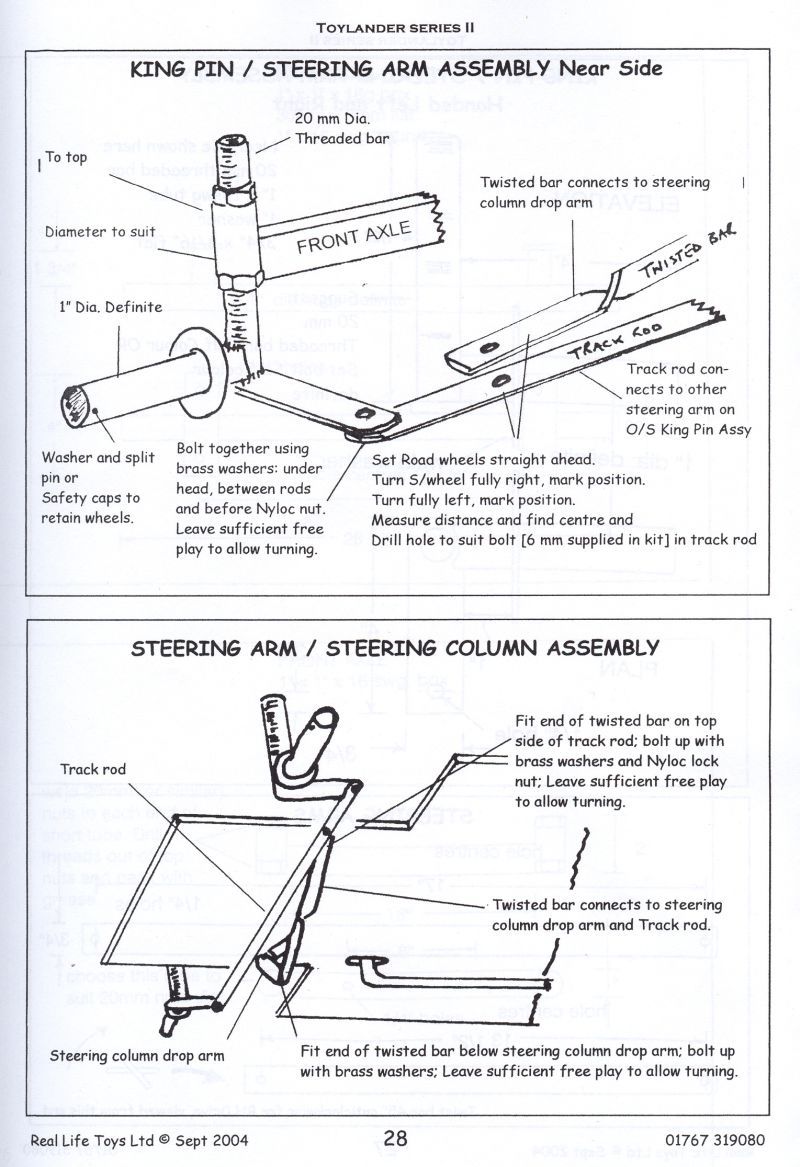 TOYLANDER SERIES II
KING PIN / STEERING ARM ASSEMBLY Near Side
20 mm Dia.
Threaded bar
To top
Twisted bar connects to steering
column drop arm
Diameter to suit
FRONT AXLE
TWISTED BAR
1" Dia. Definite
TRACK ROD
Track rod con-
nects to other
steering arm on
O/S King Pin Assy
Washer and split
pin or
Safety caps to
retain wheels.
Bolt together using
brass washers: under
head, between rods
and before Nyloc nut.
Leave sufficient free
play to allow turning.
Set Road wheels straight ahead.
Turn S/wheel fully right, mark position.
Turn fully left, mark position.
Measure distance and find centre and
Drill hole to suit bolt [6 mm supplied in kit] in track rod
STEERING ARM / STEERING COLUMN ASSEMBLY
Fit end of twisted bar on top
side of track rod; bolt up with
brass washers and Nyloc lock
nut; Leave sufficient free play
to allow turning.
Track rod
Twisted bar connects to steering
column drop arm and Track rod.
Steering column drop arm
Fit end of twisted bar below steering column drop arm; bolt up
with brass washers; Leave sufficient free play to allow turning.
Real Life Toys Ltd © Sept 2004
28
01767 319080